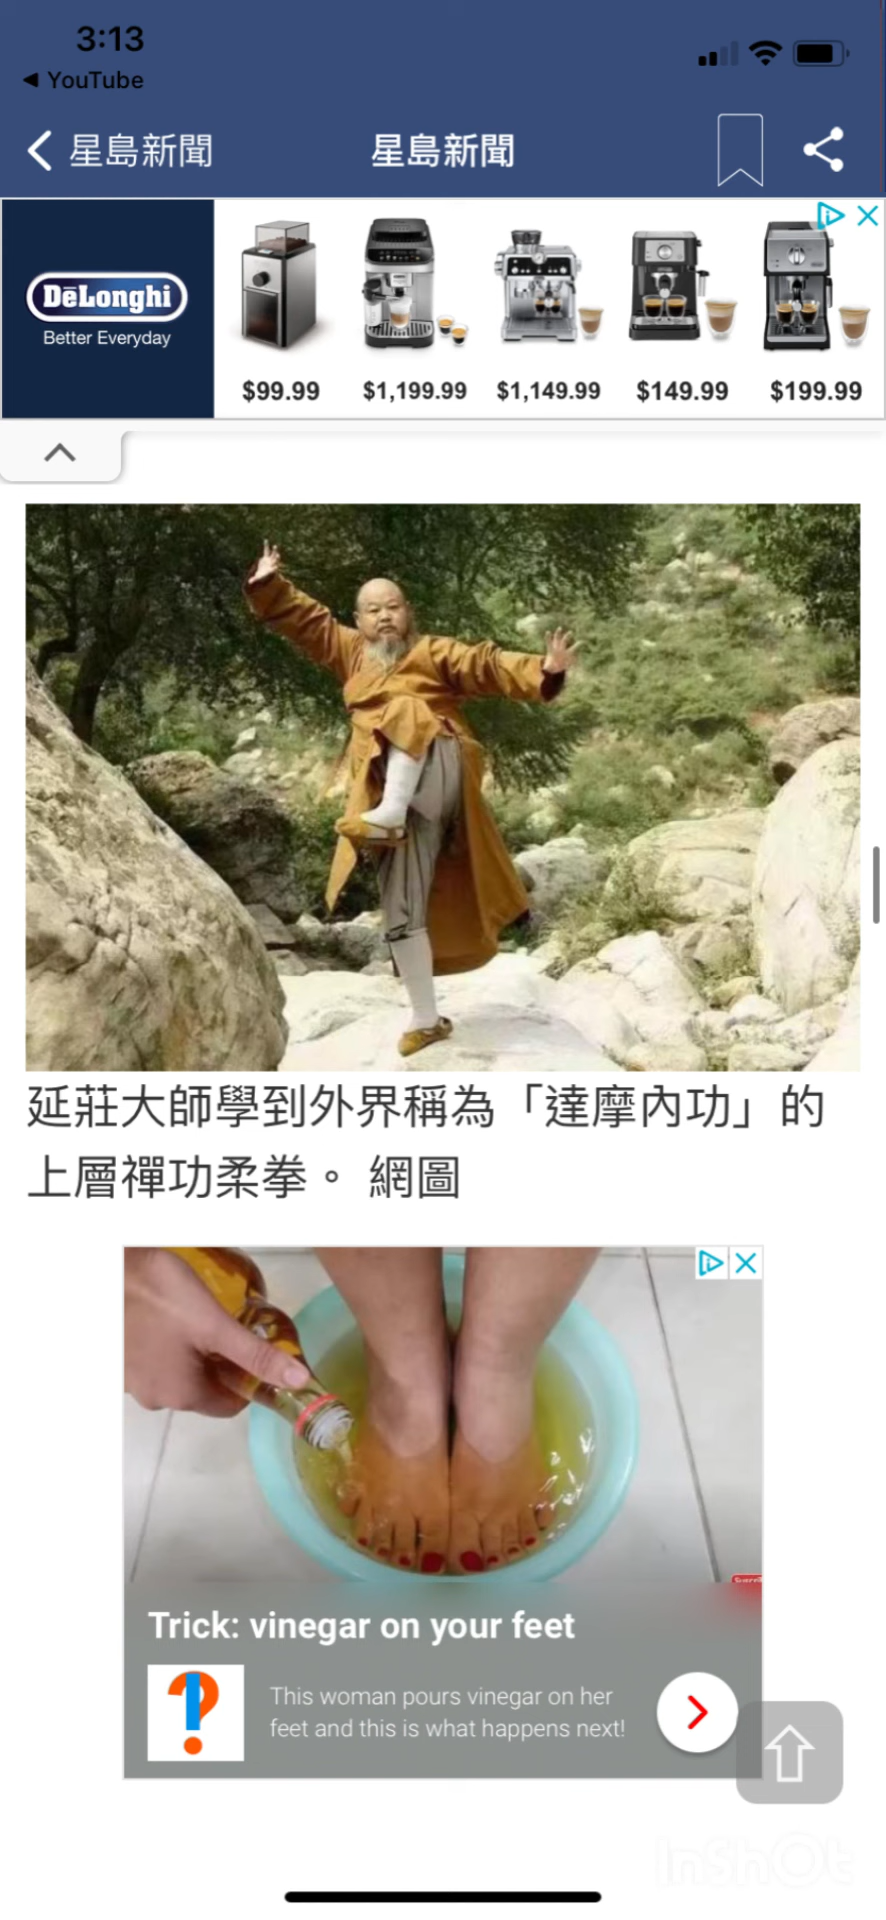 3:13
◀ YouTube
星島新聞
星島新聞
DeLonghi
Better Everyday
$99.99
$1,199.99
$1,149.99
$149.99
$199.99
延莊大師學到外界稱為「達摩內功」的
上層禪功柔拳。 網圖
Trick: vinegar on your feet
This woman pours vinegar on her
feet and this is what happens next!
InShOt